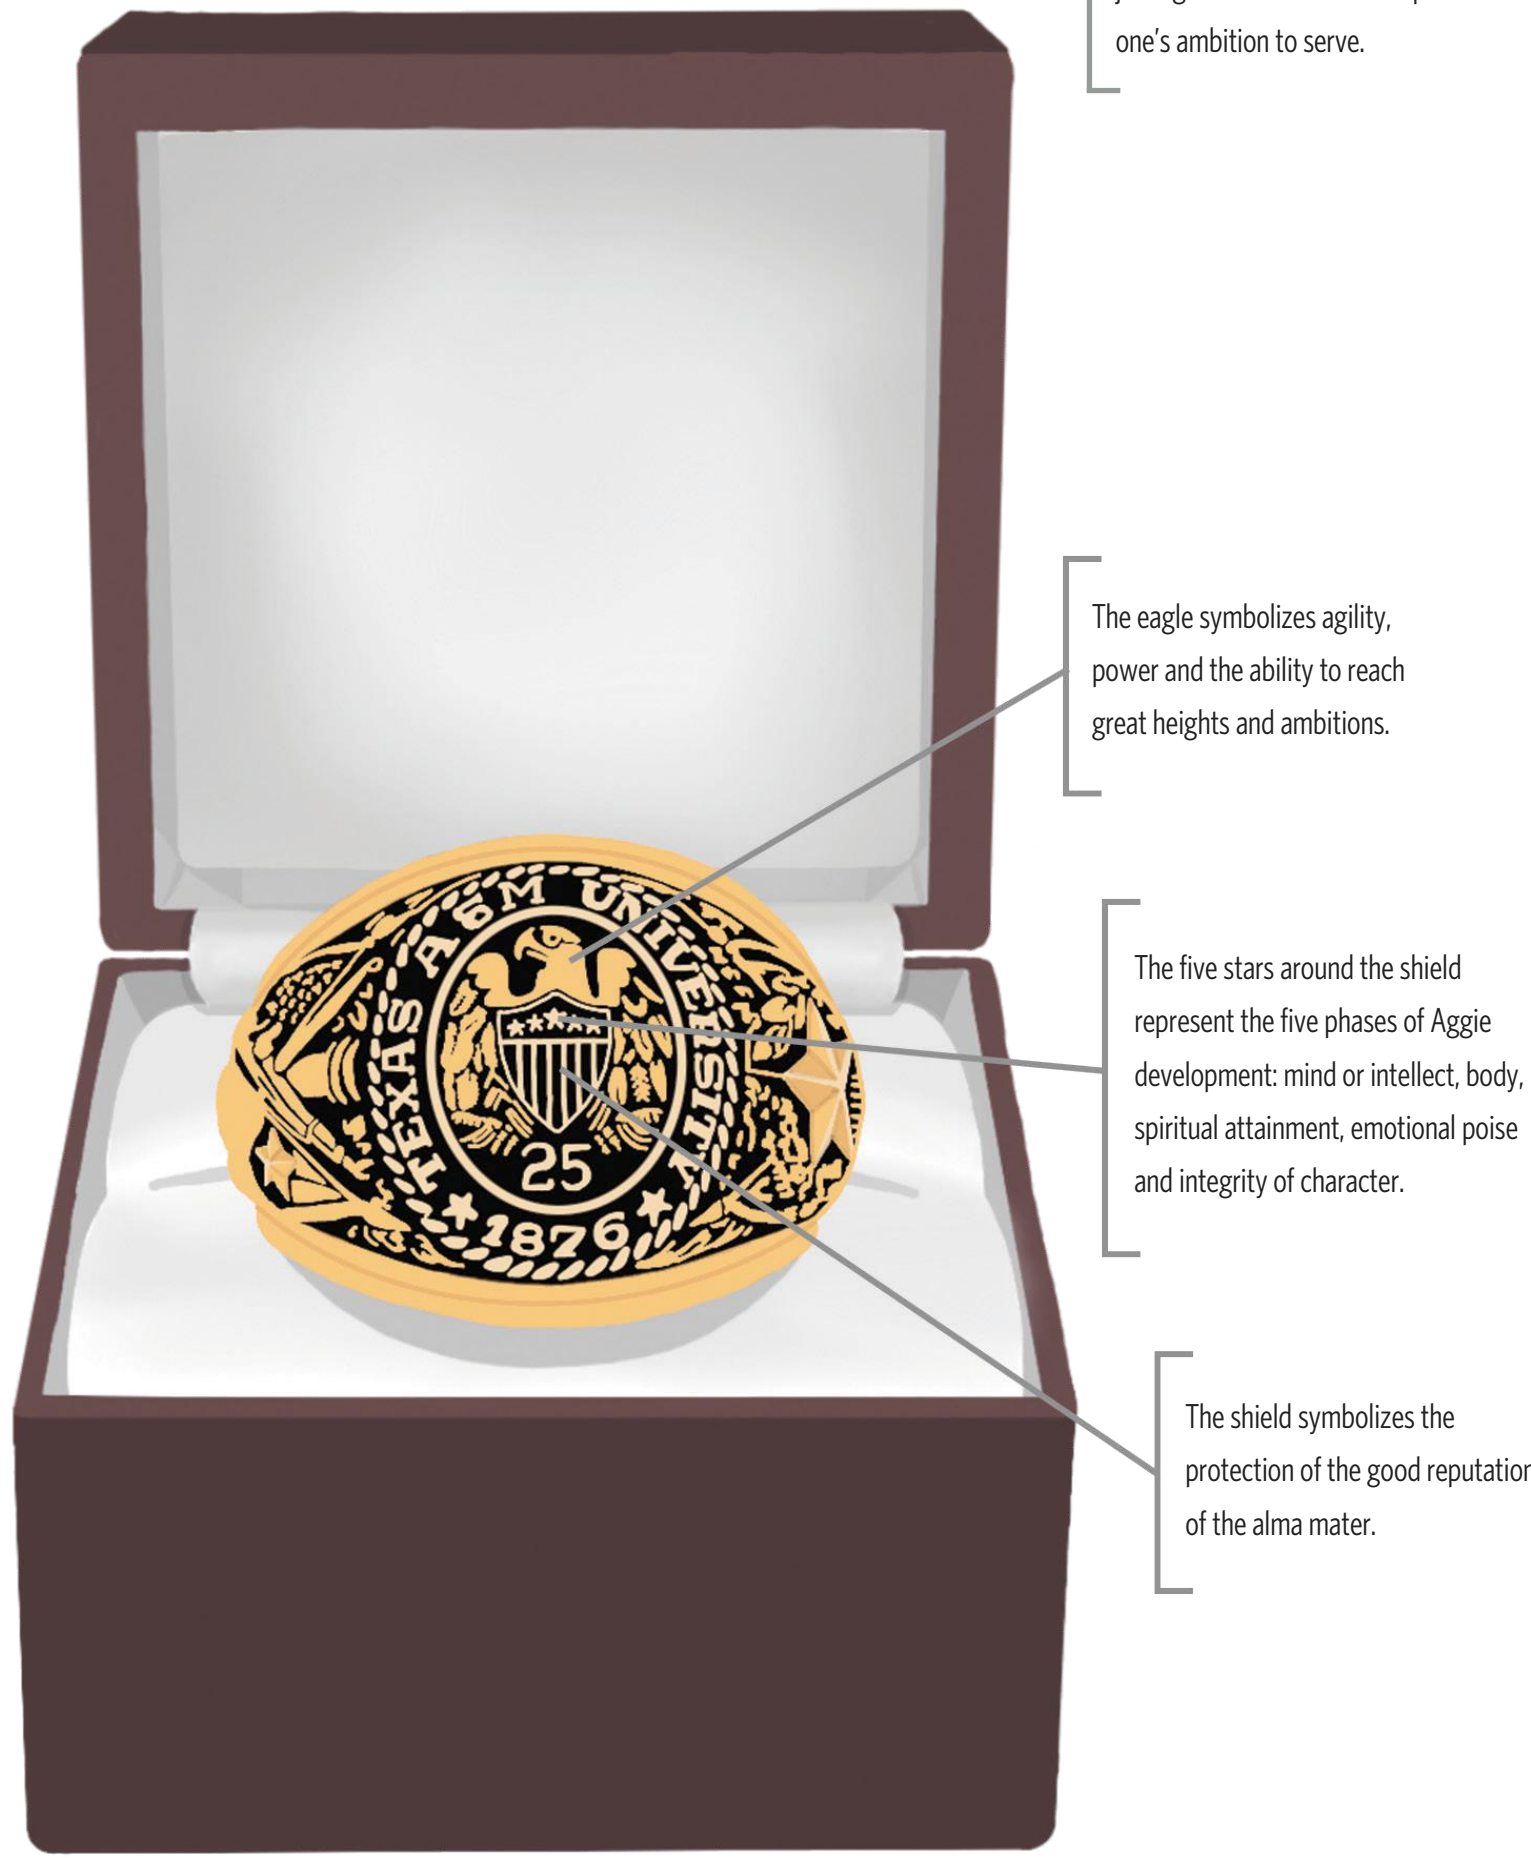 one's ambition to serve.
The eagle symbolizes agility,
power and the ability to reach
great heights and ambitions.
The five stars around the shield
represent the five phases of Aggie
development: mind or intellect, body,
spiritual attainment, emotional poise
and integrity of character.
The shield symbolizes the
protection of the good reputation
of the alma mater.
TEXAS A&M UNIVERSITY
25
1876